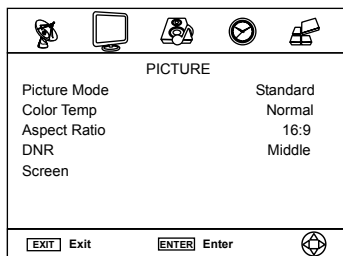 PICTURE
Picture Mode Standard
Color Temp Normal
Aspect Ratio 16:9
DNR Middle
Screen
EXIT Exit ENTER Enter